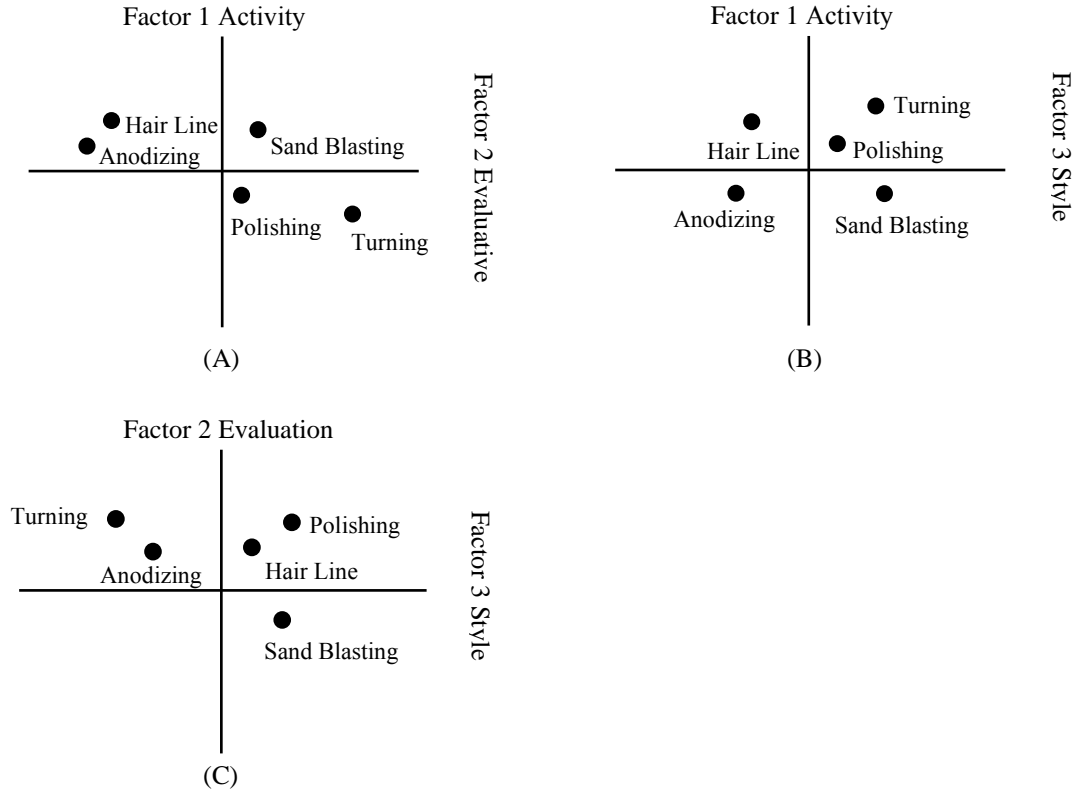 Factor 1 Activity
Hair Line
Anodizing
Sand Blasting
Polishing
Turning
Factor 2 Evaluative
(A)
Factor 1 Activity
Turning
Hair Line
Polishing
Anodizing
Sand Blasting
Factor 3 Style
(B)
Factor 2 Evaluation
Turning
Polishing
Anodizing
Hair Line
Sand Blasting
Factor 3 Style
(C)